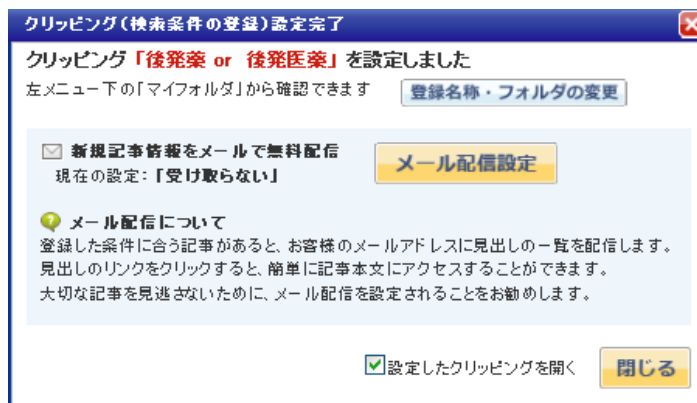 クリッピング(検索条件の登録)設定完了
クリッピング「後発薬 or 後発医薬」を設定しました
左メニュー下の「マイフォルダ」から確認できます 登録名称・フォルダの変更
新規記事情報をメールで無料配信
現在の設定:「受け取らない」
メール配信設定
メール配信について
登録した条件に合う記事があると、お客様のメールアドレスに見出しの一覧を配信します。
見出しのリンクをクリックすると、簡単に記事本文にアクセスすることができます。
大切な記事を見逃さないために、メール配信を設定されることをお勧めします。
設定したクリッピングを開く 閉じる